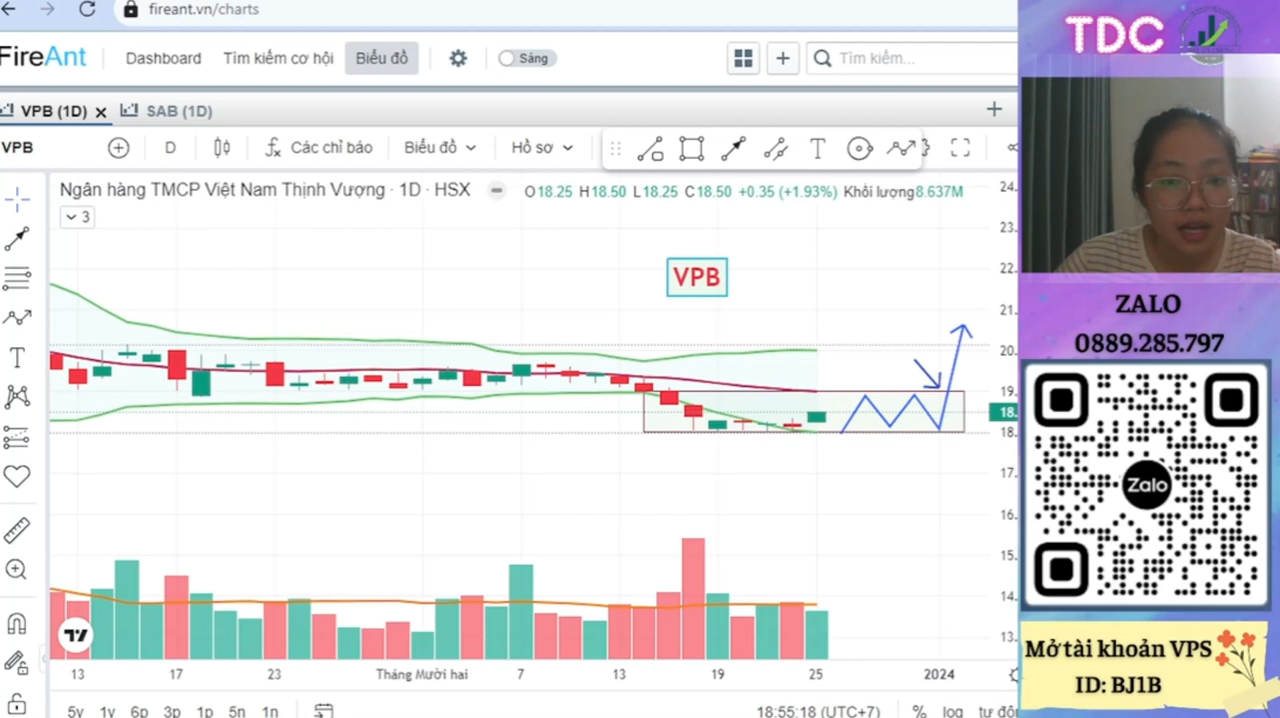 fireant.vn/charts
FireAnt
Dashboard
Tìm kiếm cơ hội
Biểu đồ
Sáng
Tìm kiếm...
VPB (1D)
SAB (1D)
VPB
D
Các chỉ báo
Biểu đồ
Hồ sơ
Ngân hàng TMCP Việt Nam Thịnh Vượng · 1D · HSX
O18.25 H18.50 L18.25 C18.50 +0.35 (+1.93%) Khối lượng8.637M
3
VPB
24.
23.
22.
21.
20.
19.
18.
18.
17.
16.
15.
14.
13.
13
17
23
Tháng Mười hai
7
13
19
25
2024
5y 1y 6p 3p 1p 5n 1n
18:55:18 (UTC+7)
% log tự độ
TDC
ZALO
0889.285.797
Zalo
Mở tài khoản VPS
ID: BJ1B